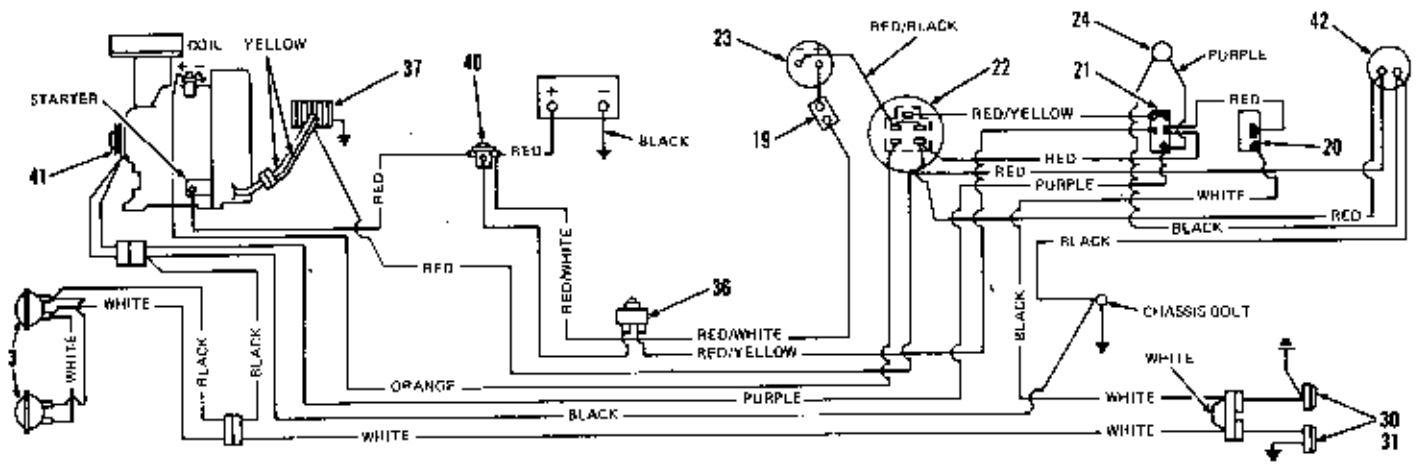 24
42
RED/BLACK
23
PURPLE
COIL
YELLOW
40
22
21
37
+
−
RED
STARTER
RED/YELLOW
19
RED
BLACK
20
41
RED
RED
PURPLE
WHITE
RED
RED
BLACK
BLACK
RED/WHITE
RED
36
BLACK
CHASSIS BOLT
WHITE
RED/WHITE
WHITE
BLACK
BLACK
RED/YELLOW
WHITE
ORANGE
PURPLE
WHITE
BLACK
30
WHITE
WHITE
31